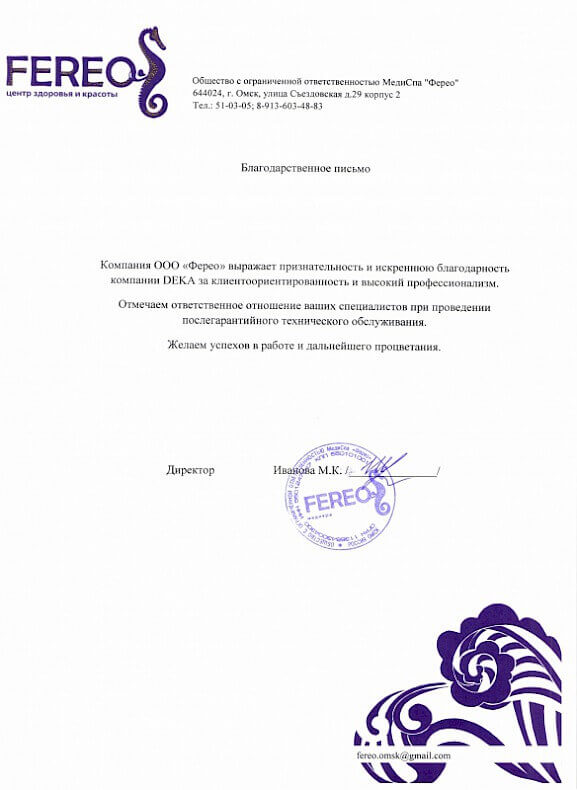 FEREO
центр здоровья и красоты
Общество с ограниченной ответственностью МедиСпа "Ферео"
644024, г. Омск, улица Съездовская д.29 корпус 2
Тел.: 51-03-05; 8-913-603-48-83
Благодарственное письмо
Компания ООО «Ферео» выражает признательность и искреннюю благодарность
компании DEKA за клиентоориентированность и высокий профессионализм.
Отмечаем ответственное отношение ваших специалистов при проведении
послегарантийного технического обслуживания.
Желаем успехов в работе и дальнейшего процветания.
Директор Иванова М.К. / /
FEREO
fereo.omsk@gmail.com